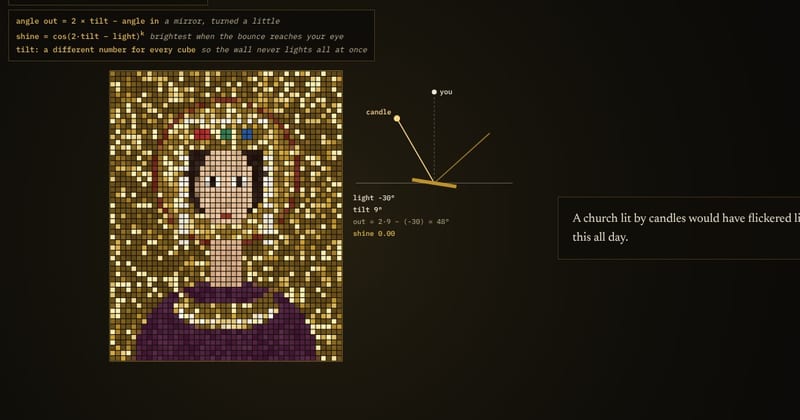 angle out = 2 × tilt − angle in a mirror, turned a little
shine = cos(2·tilt − light)^k brightest when the bounce reaches your eye
tilt: a different number for every cube so the wall never lights all at once
you
candle
light -30°
tilt 9°
out = 2·9 − (-30) = 48°
shine 0.00
A church lit by candles would have flickered li
this all day.